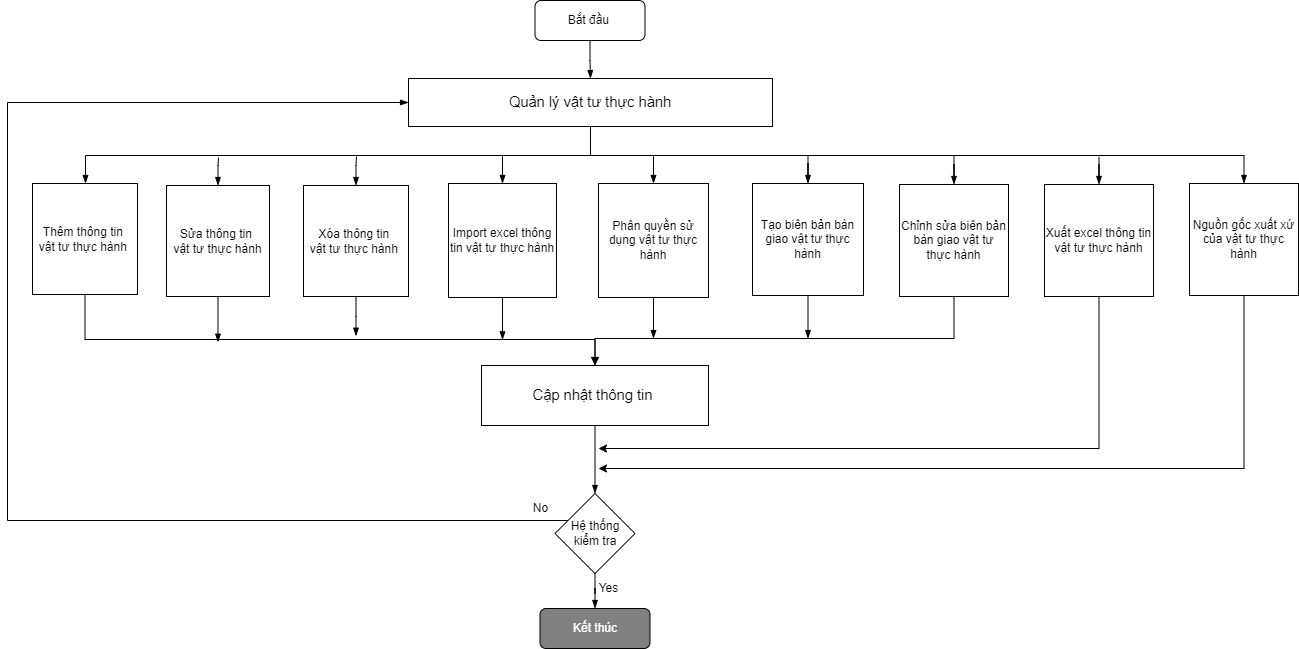 Bắt đầu
Quản lý vật tư thực hành
Thêm thông tin
vật tư thực hành
Sửa thông tin
vật tư thực hành
Xóa thông tin
vật tư thực hành
Import excel thông
tin vật tư thực hành
Phân quyền sử
dụng vật tư thực
hành
Tạo biên bản bàn
giao vật tư thực
hành
Chỉnh sửa biên bản
bàn giao vật tư
thực hành
Xuất excel thông tin
vật tư thực hành
Nguồn gốc xuất xứ
của vật tư thực
hành
Cập nhật thông tin
No
Hệ thống
kiểm tra
Yes
Kết thúc